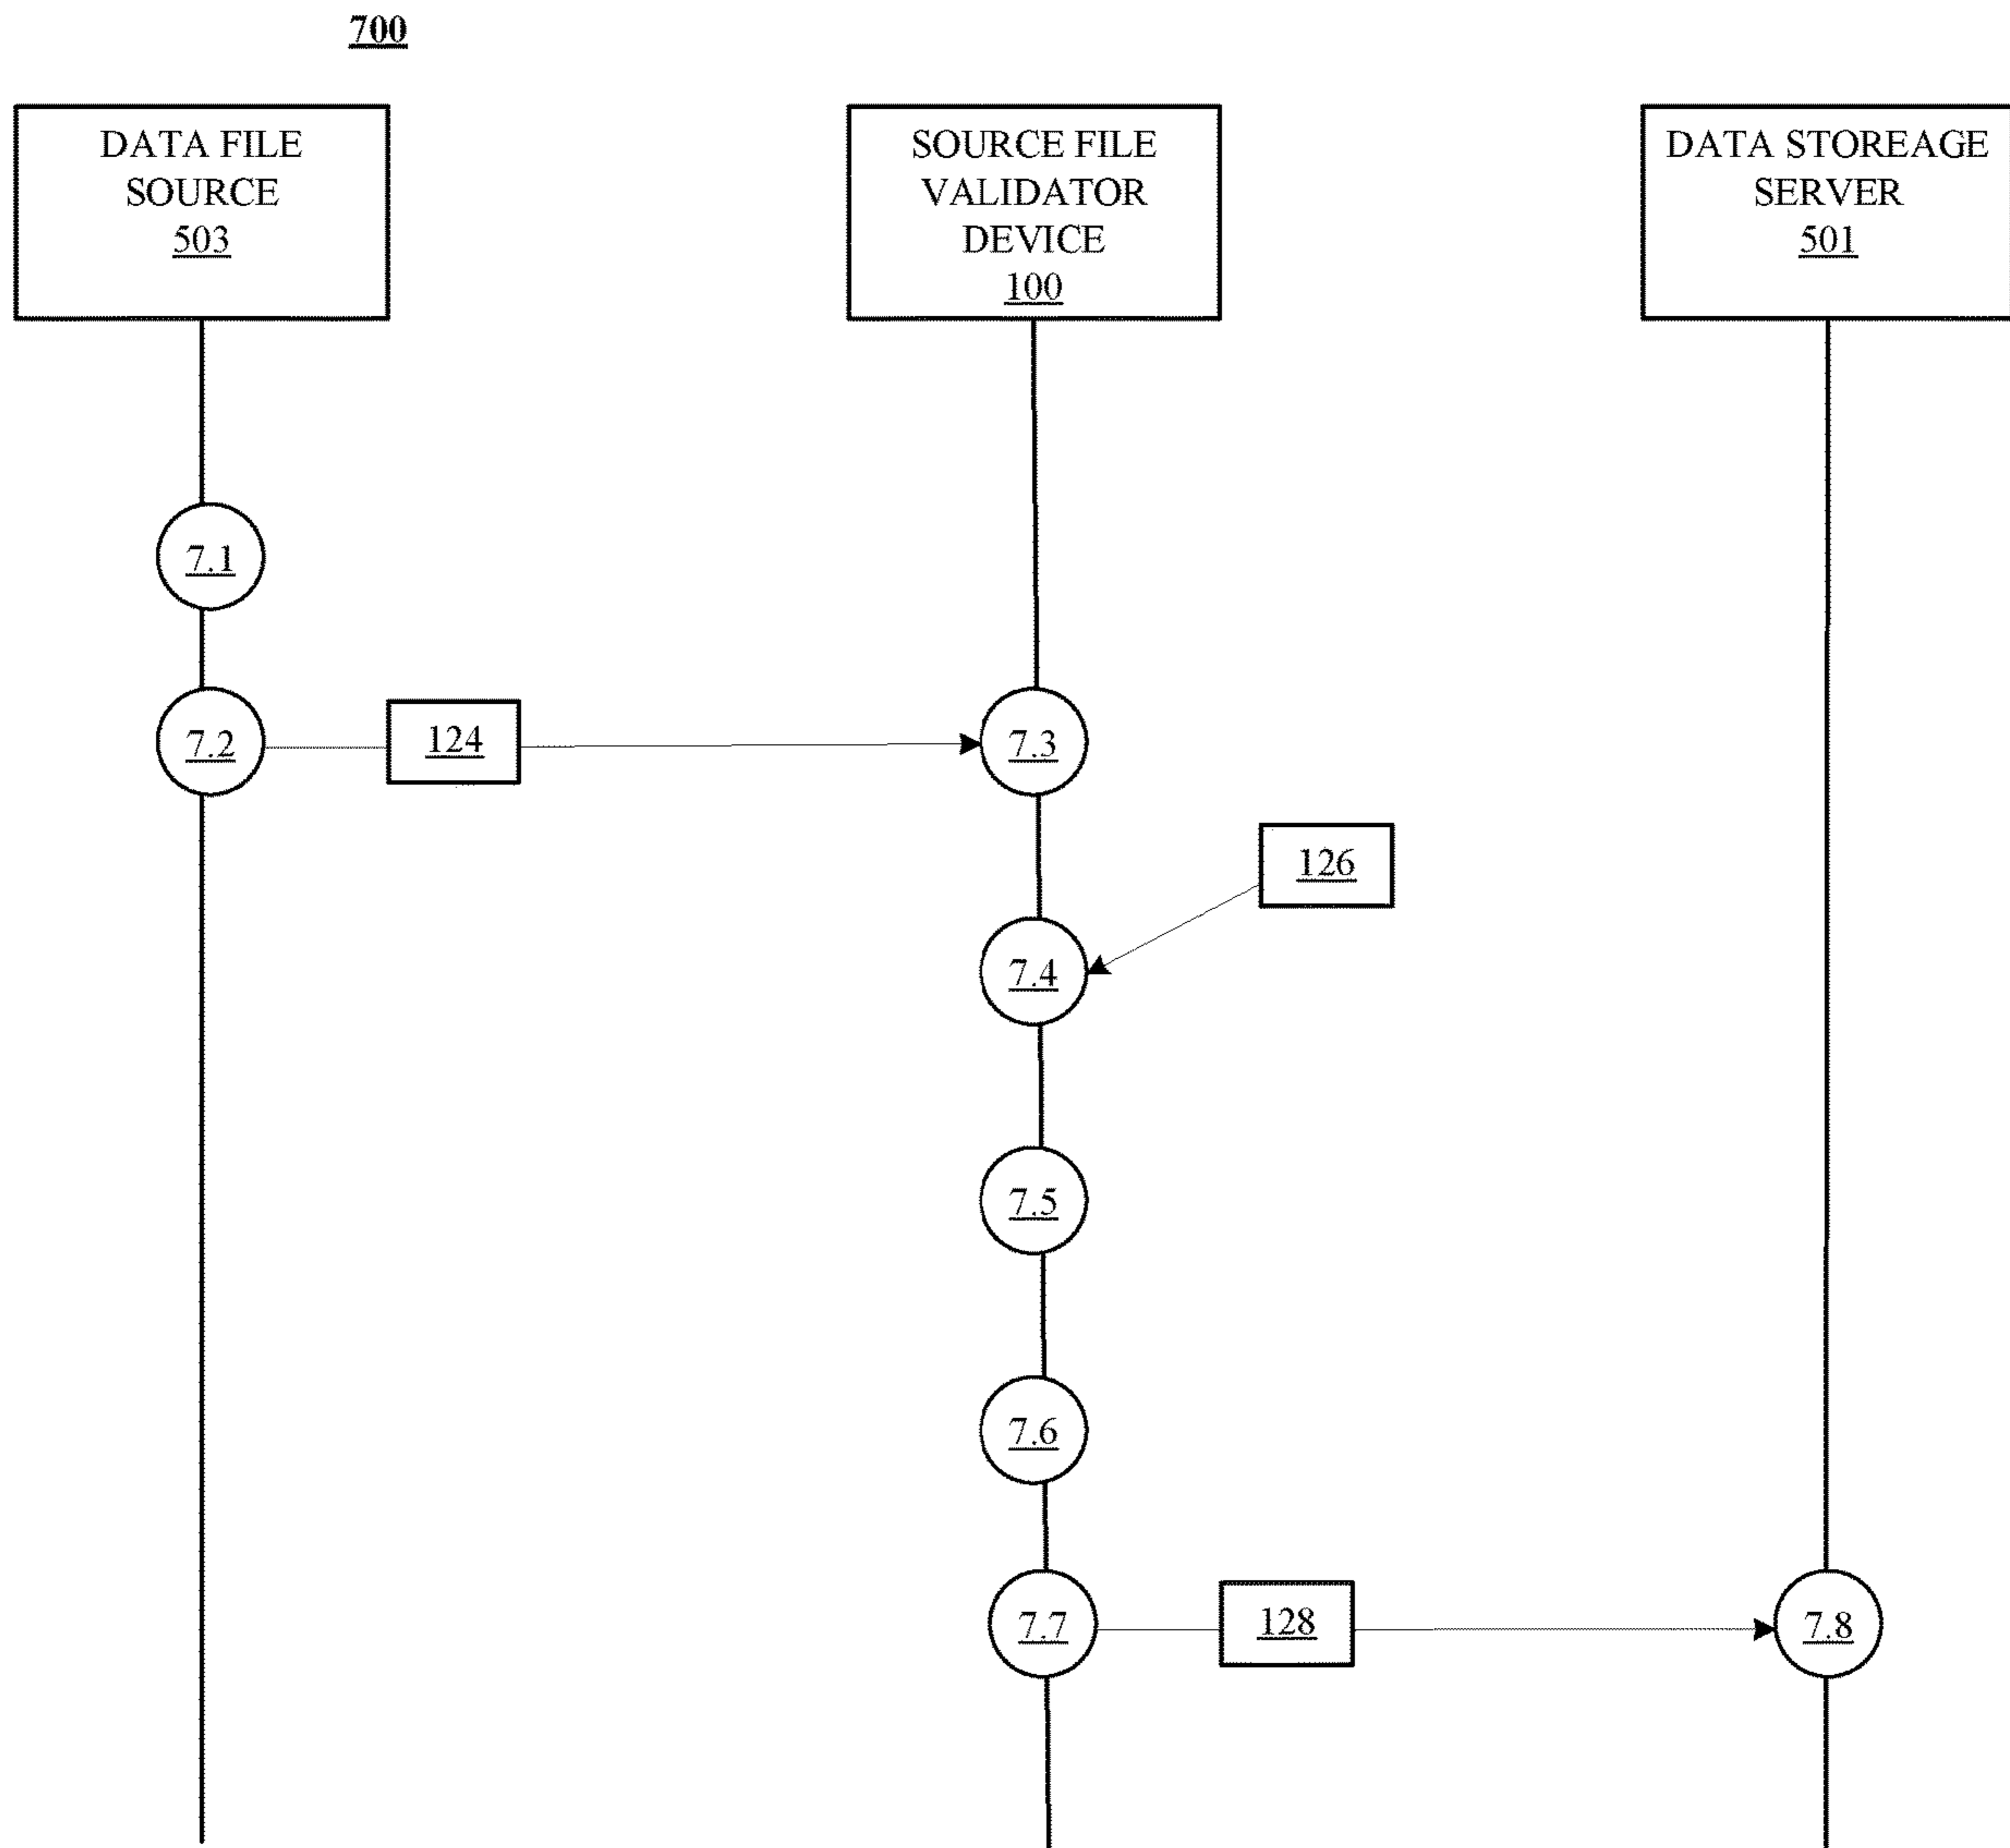 700
DATA FILE
SOURCE
503
SOURCE FILE
VALIDATOR
DEVICE
100
DATA STOREAGE
SERVER
501
7.1
7.2
124
7.3
126
7.4
7.5
7.6
7.7
128
7.8